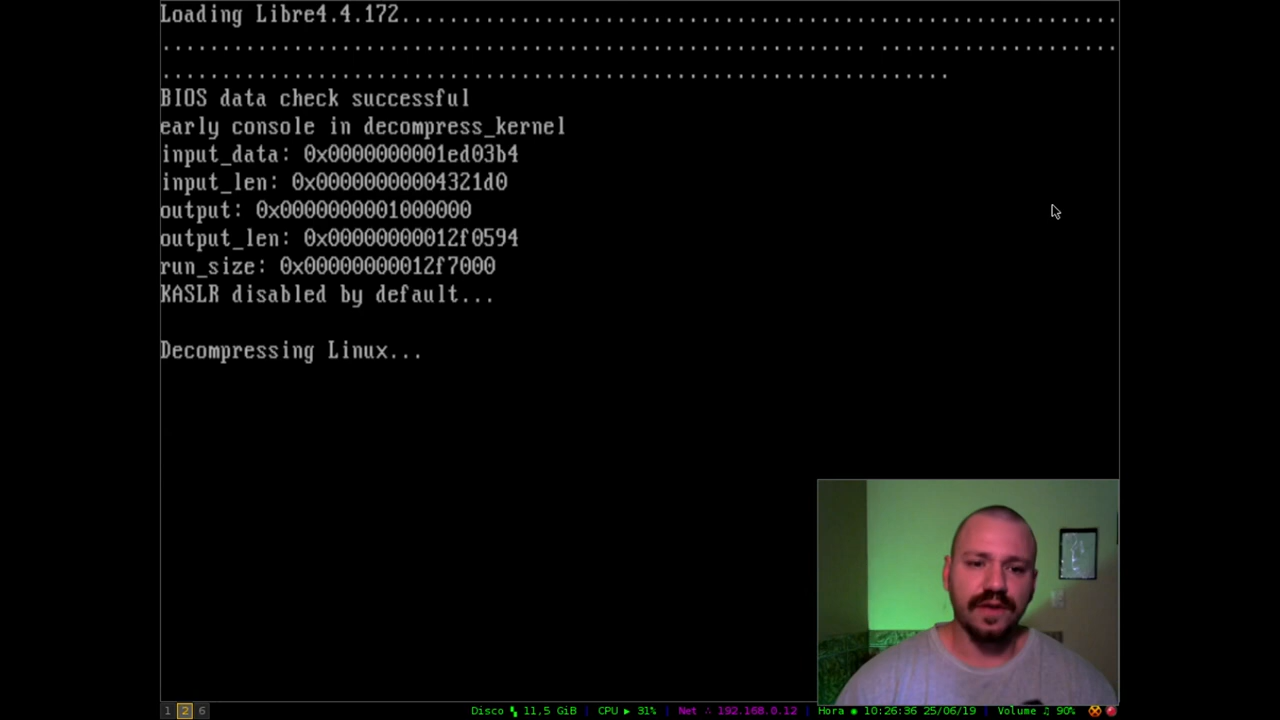 Loading Libre4.4.172............................................................
........................................................... ....................
..................................................................
BIOS data check successful
early console in decompress_kernel
input_data: 0x0000000001ed03b4
input_len: 0x00000000004321d0
output: 0x0000000001000000
output_len: 0x00000000012f0594
run_size: 0x00000000012f7000
KASLR disabled by default...
Decompressing Linux...
1 2 6 Disco 11,5 GiB | CPU ▶ 31% | Net ∴ 192.168.0.12 | Hora ◉ 10:26:36 25/06/19 | Volume ♫ 90%